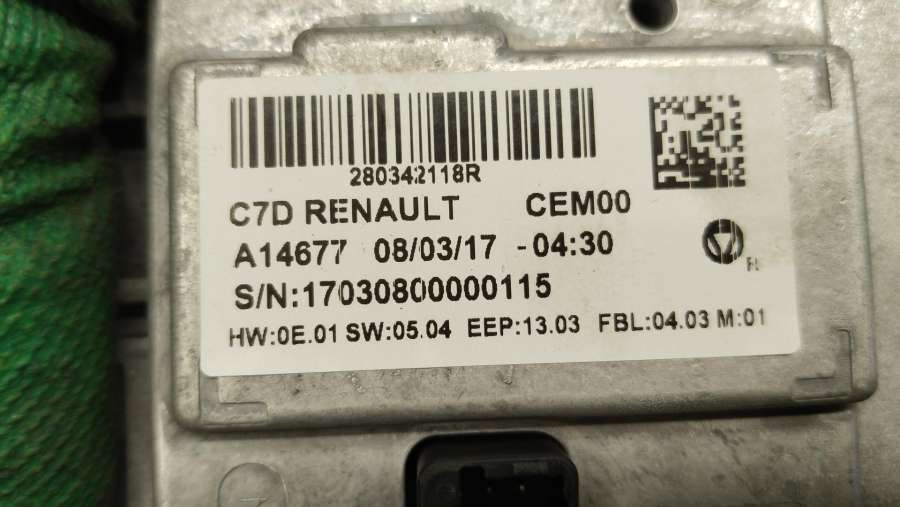 280342118R
C7D RENAULT CEM00
A14677 08/03/17 - 04:30
S/N:17030800000115
HW:0E.01 SW:05.04 EEP:13.03 FBL:04.03 M:01